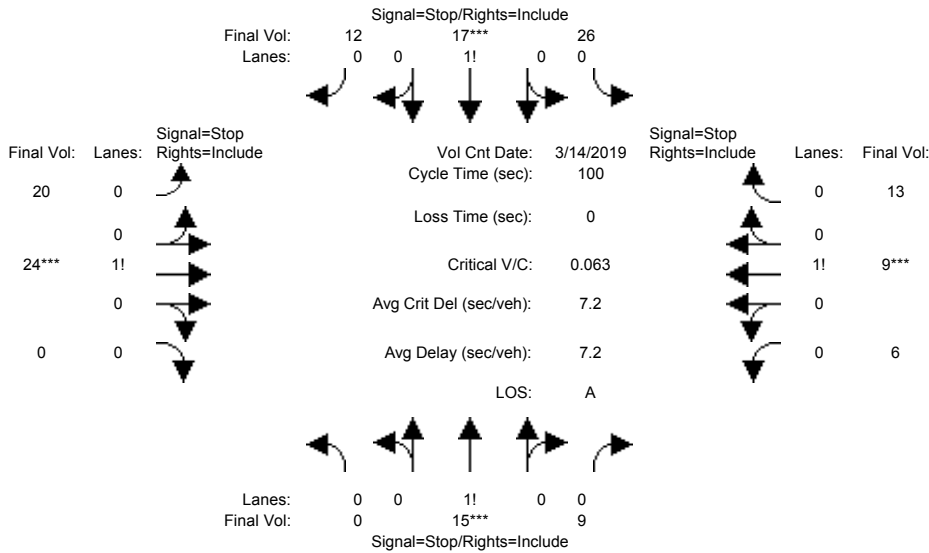 Signal=Stop/Rights=Include
Final Vol: 12 17*** 26
Lanes: 0 0 1! 0 0
Signal=Stop Signal=Stop
Final Vol: Lanes: Rights=Include Vol Cnt Date: 3/14/2019 Rights=Include Lanes: Final Vol:
Cycle Time (sec): 100
20 0 0 13
Loss Time (sec): 0
0 0
24*** 1! Critical V/C: 0.063 1! 9***
0 Avg Crit Del (sec/veh): 7.2 0
0 0 Avg Delay (sec/veh): 7.2 0 6
LOS: A
Lanes: 0 0 1! 0 0
Final Vol: 0 15*** 9
Signal=Stop/Rights=Include